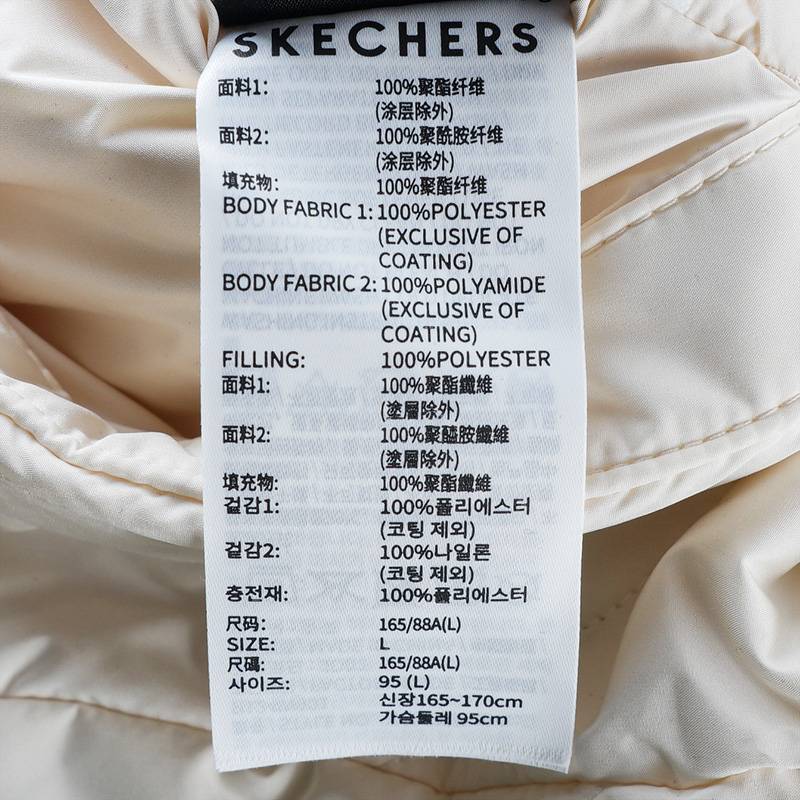 SKECHERS
面料1: 100%聚酯纤维
(涂层除外)
面料2: 100%聚酰胺纤维
(涂层除外)
填充物: 100%聚酯纤维
BODY FABRIC 1: 100%POLYESTER
(EXCLUSIVE OF
COATING)
BODY FABRIC 2: 100%POLYAMIDE
(EXCLUSIVE OF
COATING)
FILLING: 100%POLYESTER
面料1: 100%聚酯纖維
(塗層除外)
面料2: 100%聚醯胺纖維
(塗層除外)
填充物: 100%聚酯纖維
겉감1: 100%폴리에스터
(코팅 제외)
겉감2: 100%나일론
(코팅 제외)
충전재: 100%폴리에스터
尺码: 165/88A(L)
SIZE: L
尺碼: 165/88A(L)
사이즈: 95 (L)
신장165~170cm
가슴둘레 95cm